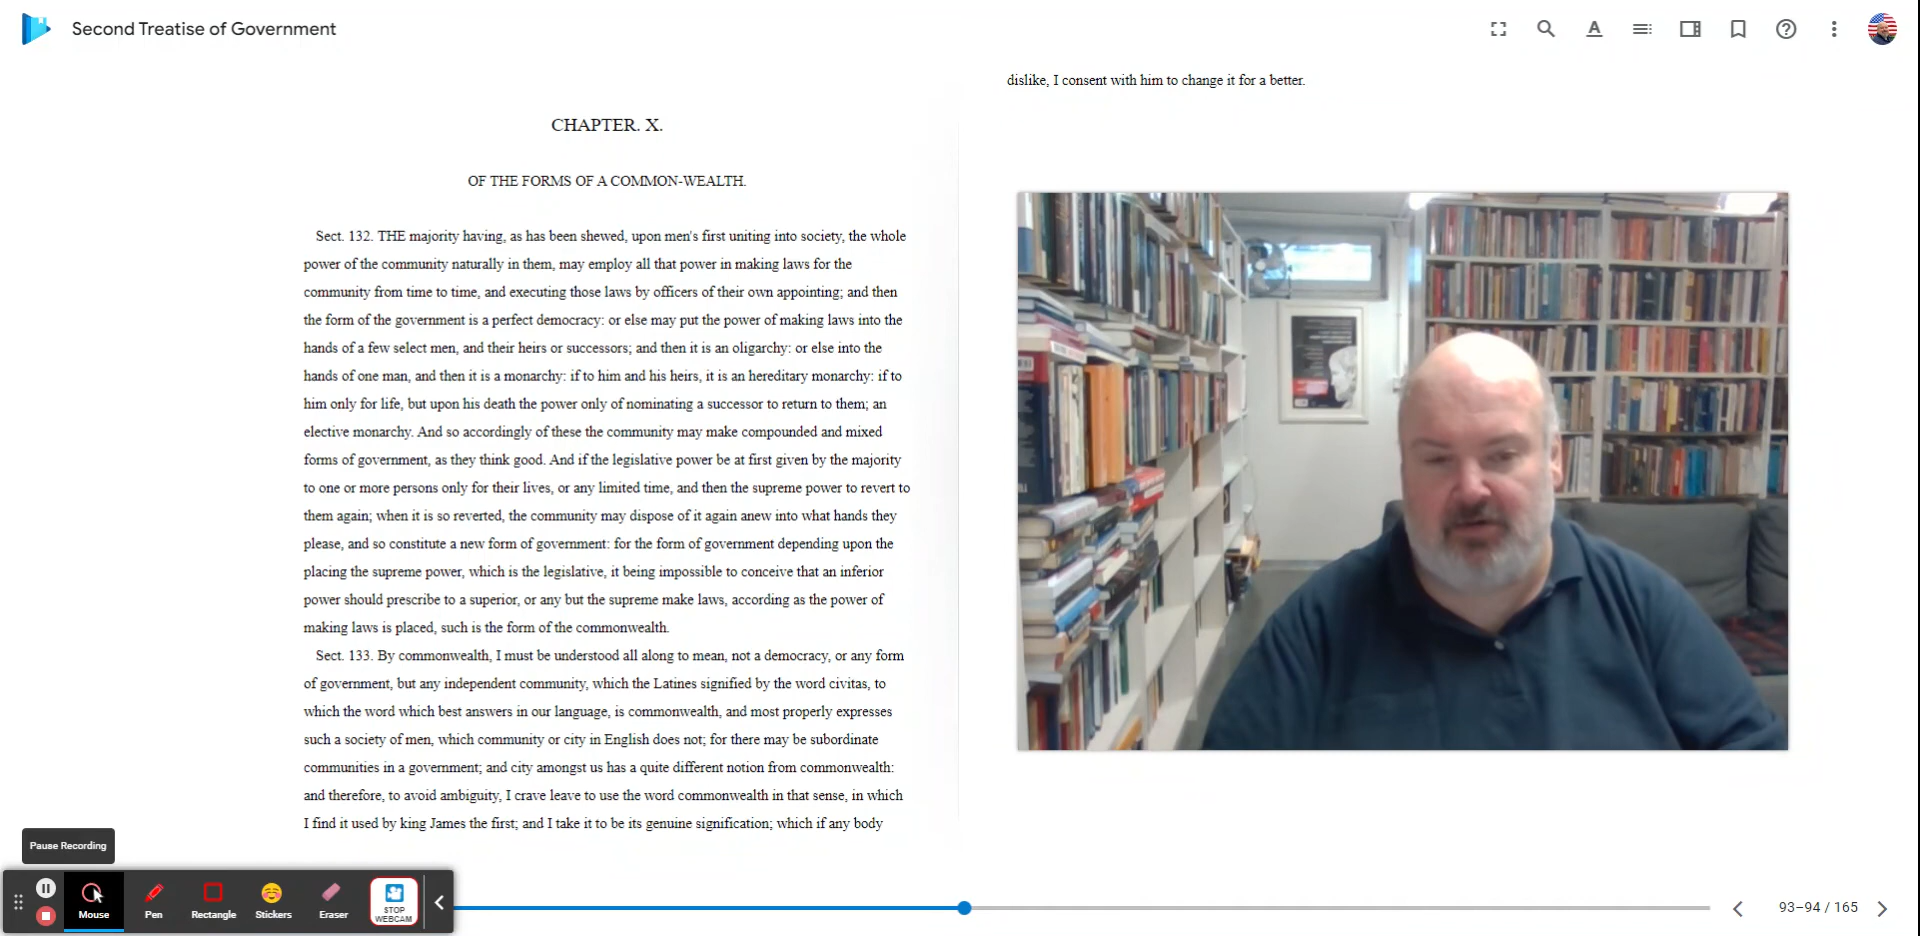 Second Treatise of Government
CHAPTER. X.
OF THE FORMS OF A COMMON-WEALTH.
Sect. 132. THE majority having, as has been shewed, upon men's first uniting into society, the whole
power of the community naturally in them, may employ all that power in making laws for the
community from time to time, and executing those laws by officers of their own appointing; and then
the form of the government is a perfect democracy: or else may put the power of making laws into the
hands of a few select men, and their heirs or successors; and then it is an oligarchy: or else into the
hands of one man, and then it is a monarchy: if to him and his heirs, it is an hereditary monarchy: if to
him only for life, but upon his death the power only of nominating a successor to return to them; an
elective monarchy. And so accordingly of these the community may make compounded and mixed
forms of government, as they think good. And if the legislative power be at first given by the majority
to one or more persons only for their lives, or any limited time, and then the supreme power to revert to
them again; when it is so reverted, the community may dispose of it again anew into what hands they
please, and so constitute a new form of government: for the form of government depending upon the
placing the supreme power, which is the legislative, it being impossible to conceive that an inferior
power should prescribe to a superior, or any but the supreme make laws, according as the power of
making laws is placed, such is the form of the commonwealth.
Sect. 133. By commonwealth, I must be understood all along to mean, not a democracy, or any form
of government, but any independent community, which the Latines signified by the word civitas, to
which the word which best answers in our language, is commonwealth, and most properly expresses
such a society of men, which community or city in English does not; for there may be subordinate
communities in a government; and city amongst us has a quite different notion from commonwealth:
and therefore, to avoid ambiguity, I crave leave to use the word commonwealth in that sense, in which
I find it used by king James the first; and I take it to be its genuine signification; which if any body
dislike, I consent with him to change it for a better.
Pause Recording
Mouse
Pen
Rectangle
Stickers
Eraser
STOP
WEBCAM
93–94 / 165